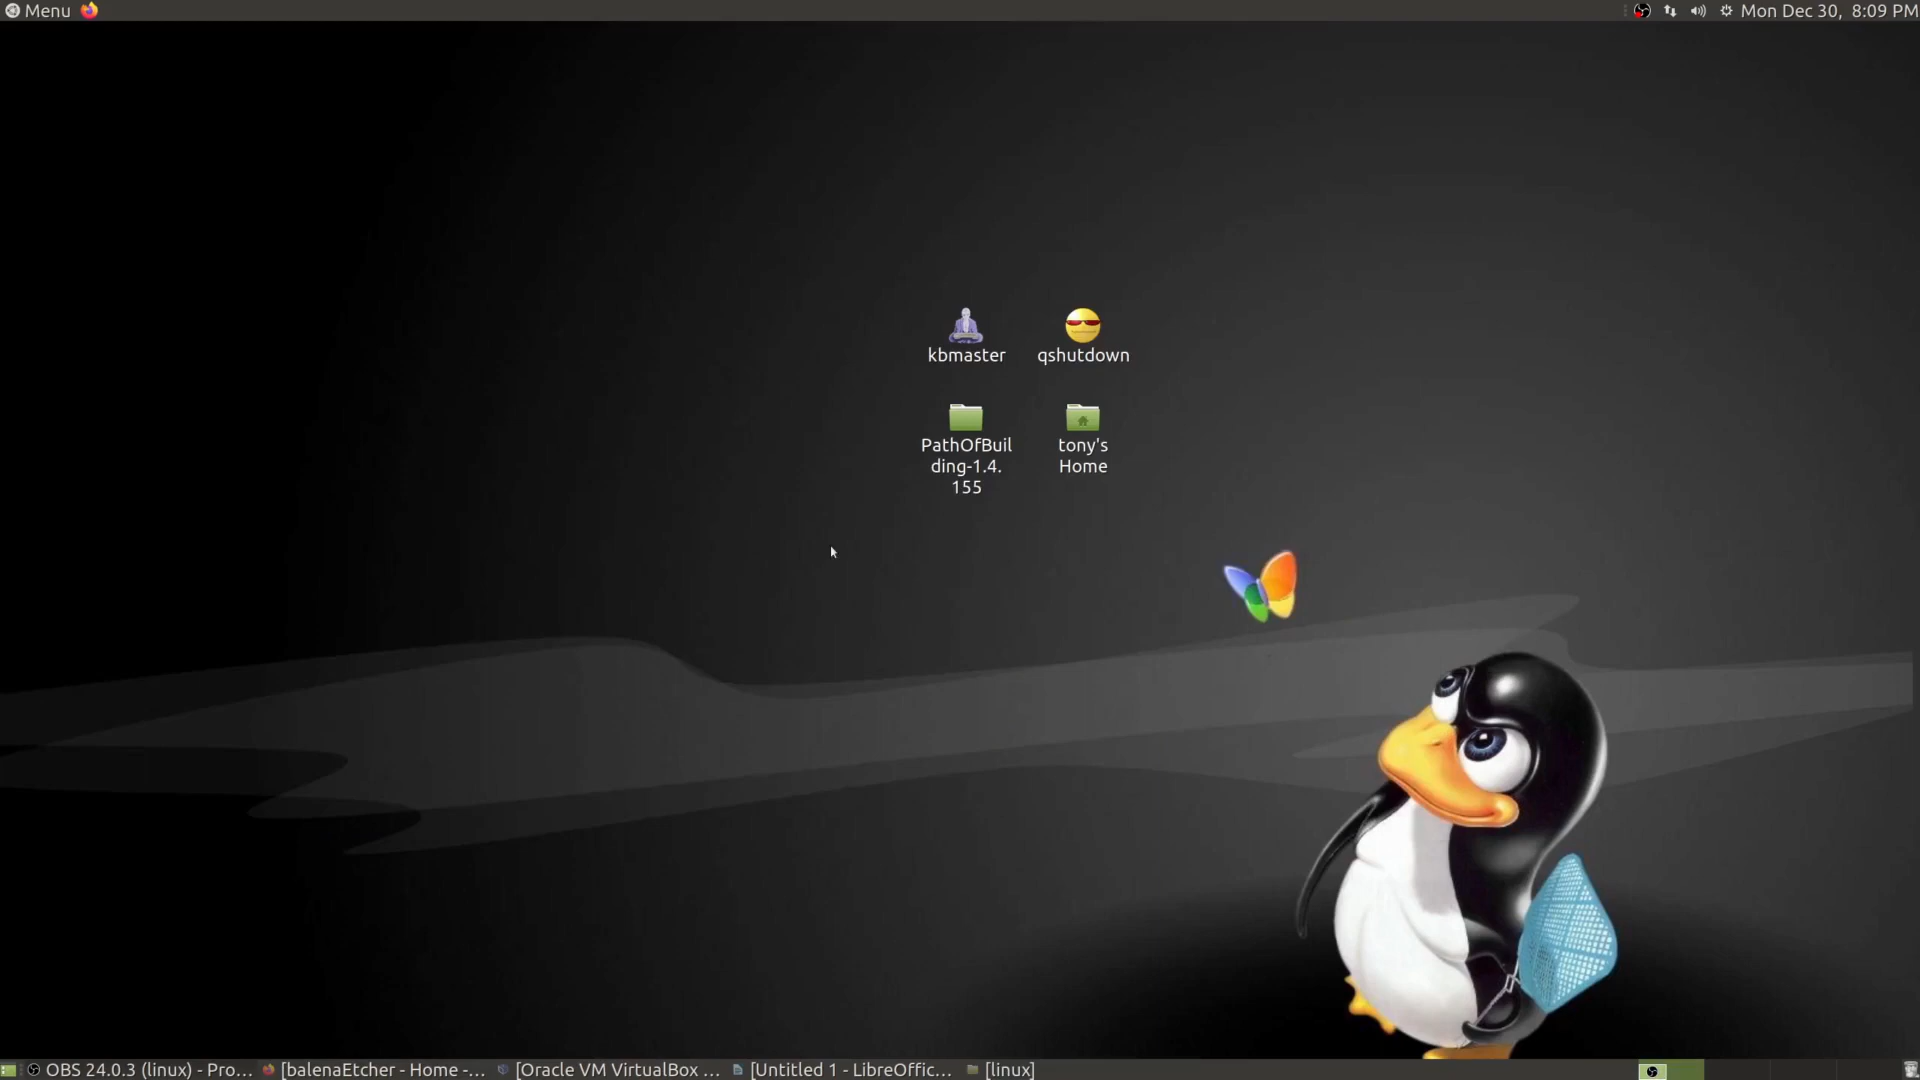 Menu
Mon Dec 30, 8:09 PM
kbmaster
qshutdown
PathOfBuil
ding-1.4.
155
tony's
Home
OBS 24.0.3 (linux) - Pro...
[balenaEtcher - Home -...
[Oracle VM VirtualBox ...
[Untitled 1 - LibreOffic...
[linux]